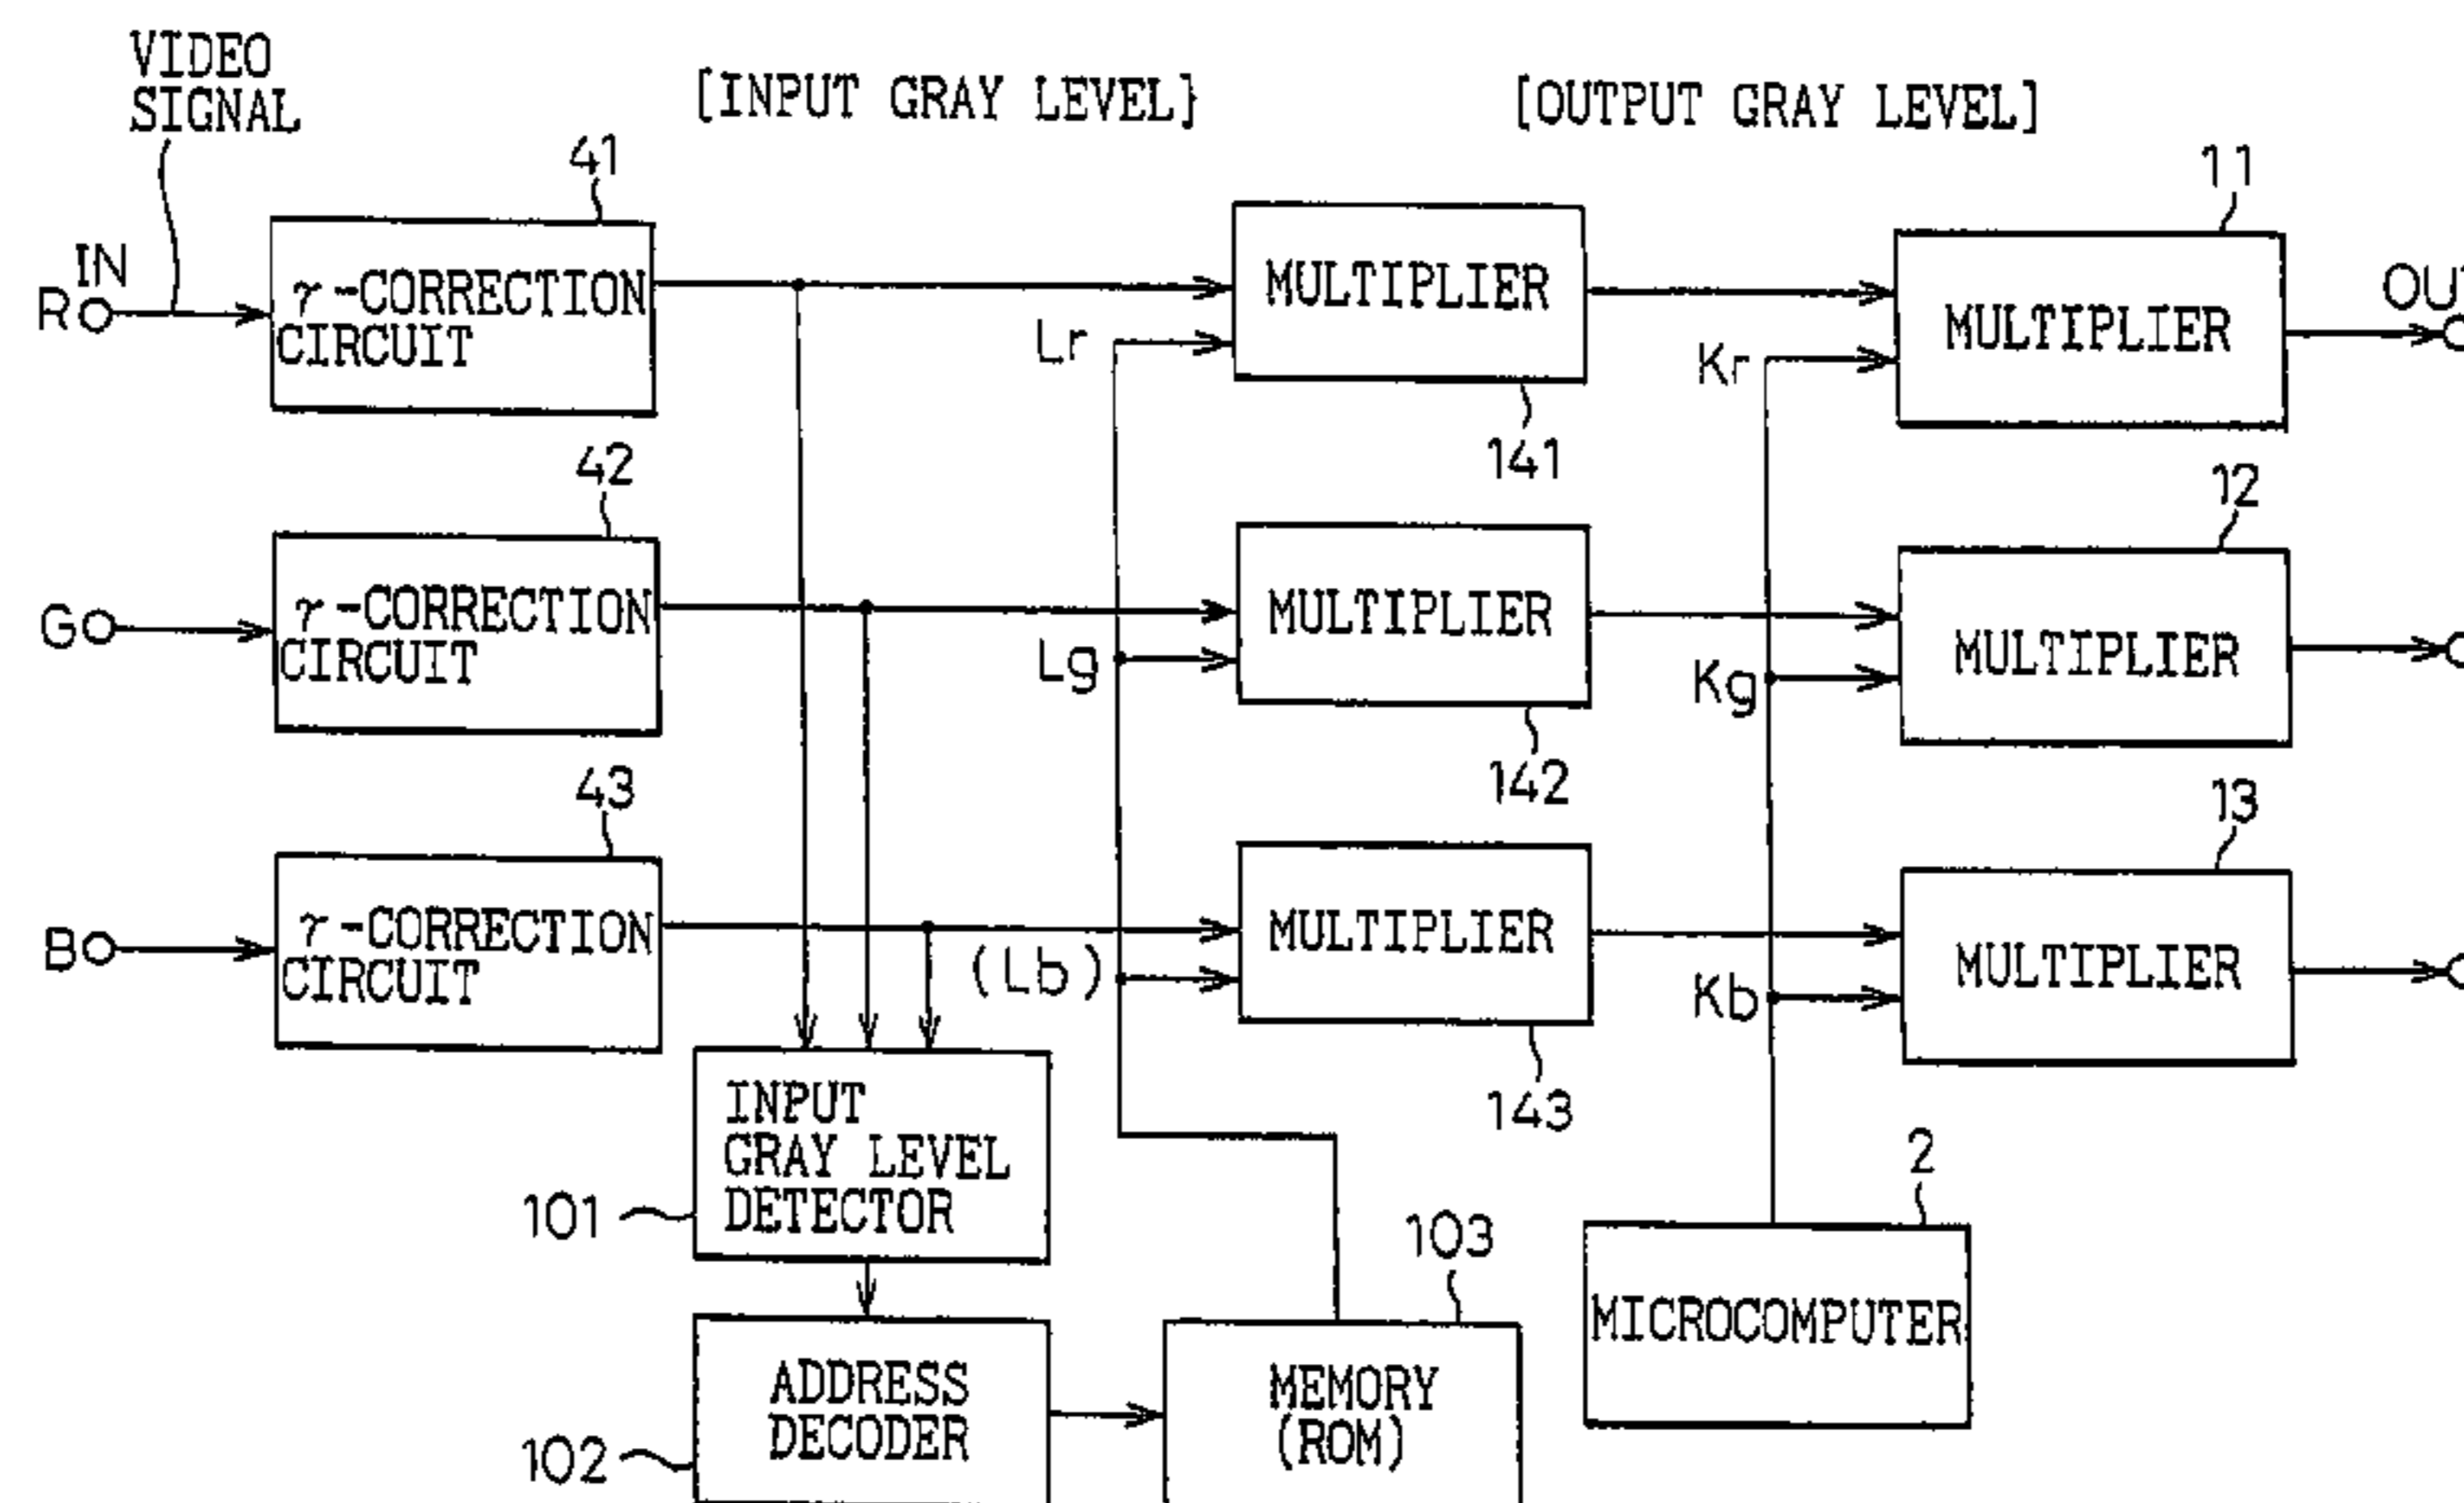 VIDEO
SIGNAL
[INPUT GRAY LEVEL}
[OUTPUT GRAY LEVEL]
41
11
IN
R
γ-CORRECTION
CIRCUIT
MULTIPLIER
MULTIPLIER
OUT
Lr
Kr
141
42
12
G
γ-CORRECTION
CIRCUIT
MULTIPLIER
MULTIPLIER
Lg
Kg
142
43
13
B
γ-CORRECTION
CIRCUIT
MULTIPLIER
MULTIPLIER
(Lb)
Kb
143
INPUT
GRAY LEVEL
DETECTOR
101
2
103
MICROCOMPUTER
ADDRESS
DECODER
102
MEMORY
(ROM)